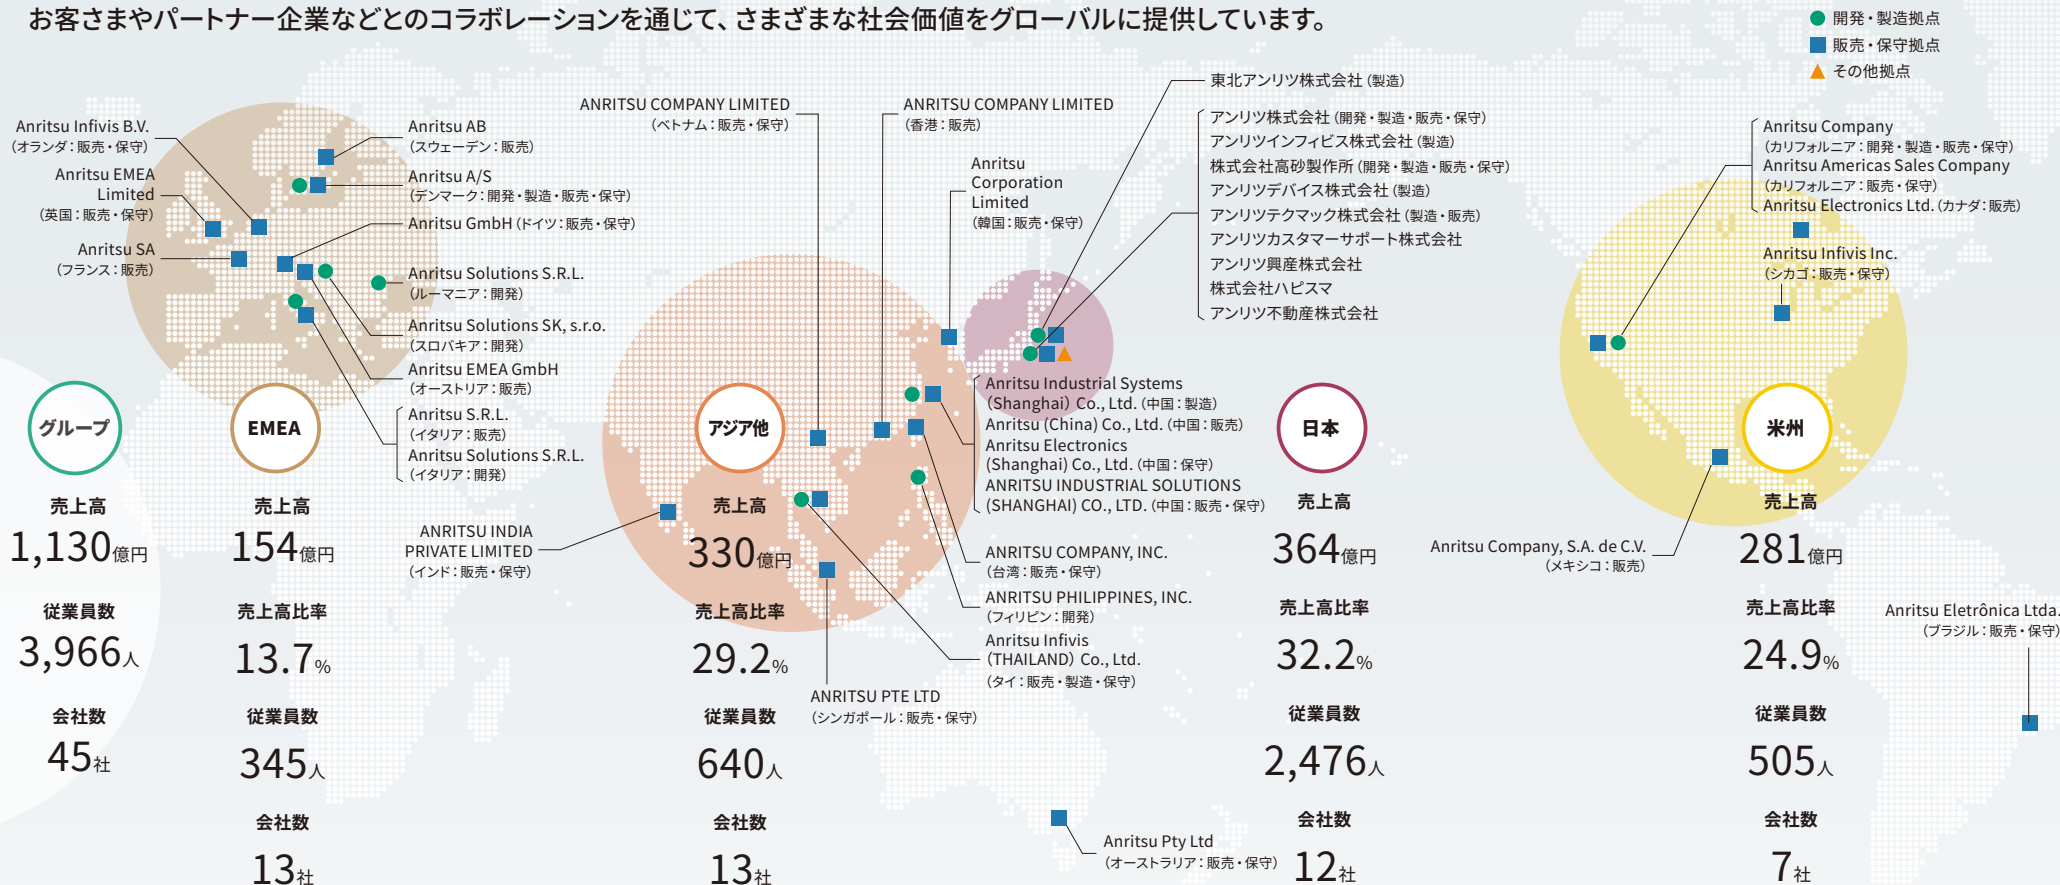 お客さまやパートナー企業などとのコラボレーションを通じて、さまざまな社会価値をグローバルに提供しています。
開発・製造拠点
販売・保守拠点
その他拠点
Anritsu Infivis B.V.
（オランダ：販売・保守）
Anritsu EMEA
Limited
（英国：販売・保守）
Anritsu SA
（フランス：販売）
Anritsu AB
（スウェーデン：販売）
Anritsu A/S
（デンマーク：開発・製造・販売・保守）
Anritsu GmbH（ドイツ：販売・保守）
Anritsu Solutions S.R.L.
（ルーマニア：開発）
Anritsu Solutions SK, s.r.o.
（スロバキア：開発）
Anritsu EMEA GmbH
（オーストリア：販売）
Anritsu S.R.L.
（イタリア：販売）
Anritsu Solutions S.R.L.
（イタリア：開発）
ANRITSU COMPANY LIMITED
（ベトナム：販売・保守）
ANRITSU COMPANY LIMITED
（香港：販売）
Anritsu
Corporation
Limited
（韓国：販売・保守）
東北アンリツ株式会社（製造）
アンリツ株式会社（開発・製造・販売・保守）
アンリツインフィビス株式会社（製造）
株式会社高砂製作所（開発・製造・販売・保守）
アンリツデバイス株式会社（製造）
アンリツテクマック株式会社（製造・販売）
アンリツカスタマーサポート株式会社
アンリツ興産株式会社
株式会社ハピスマ
アンリツ不動産株式会社
Anritsu Company
（カリフォルニア：開発・製造・販売・保守）
Anritsu Americas Sales Company
（カリフォルニア：販売・保守）
Anritsu Electronics Ltd.（カナダ：販売）
Anritsu Infivis Inc.
（シカゴ：販売・保守）
Anritsu Industrial Systems
（Shanghai）Co., Ltd.（中国：製造）
Anritsu (China) Co., Ltd.（中国：販売）
Anritsu Electronics
(Shanghai) Co., Ltd.（中国：保守）
ANRITSU INDUSTRIAL SOLUTIONS
(SHANGHAI) CO., LTD.（中国：販売・保守）
ANRITSU COMPANY, INC.
（台湾：販売・保守）
ANRITSU PHILIPPINES, INC.
（フィリピン：開発）
Anritsu Infivis
（THAILAND）Co., Ltd.
（タイ：販売・製造・保守）
ANRITSU INDIA
PRIVATE LIMITED
（インド：販売・保守）
ANRITSU PTE LTD
（シンガポール：販売・保守）
Anritsu Pty Ltd
（オーストラリア：販売・保守）
Anritsu Company, S.A. de C.V.
（メキシコ：販売）
Anritsu Eletrônica Ltda.
（ブラジル：販売・保守）
グループ
売上高
1,130億円
従業員数
3,966人
会社数
45社
EMEA
売上高
154億円
売上高比率
13.7%
従業員数
345人
会社数
13社
アジア他
売上高
330億円
売上高比率
29.2%
従業員数
640人
会社数
13社
日本
売上高
364億円
売上高比率
32.2%
従業員数
2,476人
会社数
12社
米州
売上高
281億円
売上高比率
24.9%
従業員数
505人
会社数
7社